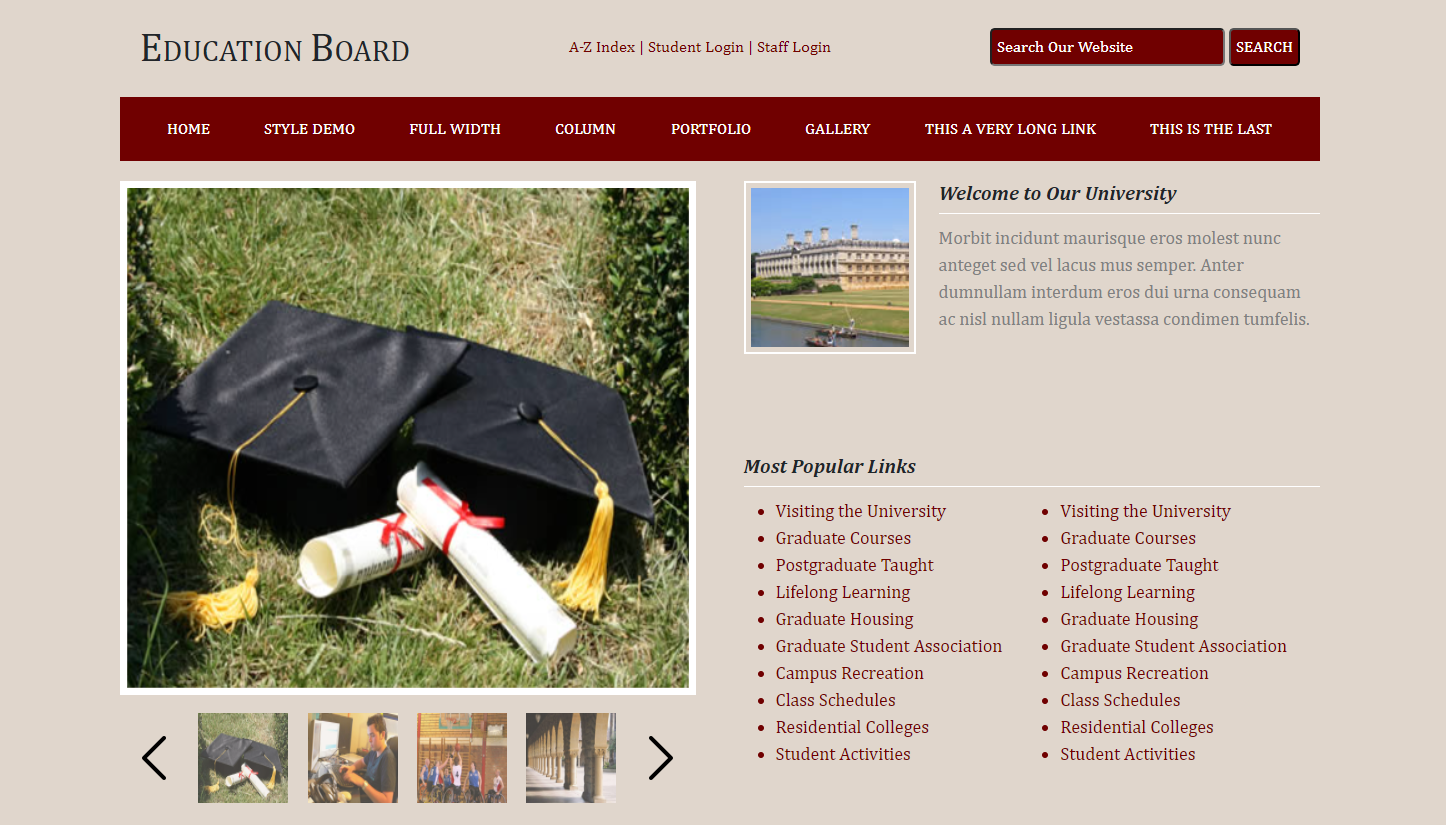 Education Board
A-Z Index | Student Login | Staff Login
Search Our Website
SEARCH
HOME STYLE DEMO FULL WIDTH COLUMN PORTFOLIO GALLERY THIS A VERY LONG LINK THIS IS THE LAST
Welcome to Our University
Morbit incidunt maurisque eros molest nunc
anteget sed vel lacus mus semper. Anter
dumnullam interdum eros dui urna consequam
ac nisl nullam ligula vestassa condimen tumfelis.
Most Popular Links
Visiting the University
Graduate Courses
Postgraduate Taught
Lifelong Learning
Graduate Housing
Graduate Student Association
Campus Recreation
Class Schedules
Residential Colleges
Student Activities
Visiting the University
Graduate Courses
Postgraduate Taught
Lifelong Learning
Graduate Housing
Graduate Student Association
Campus Recreation
Class Schedules
Residential Colleges
Student Activities